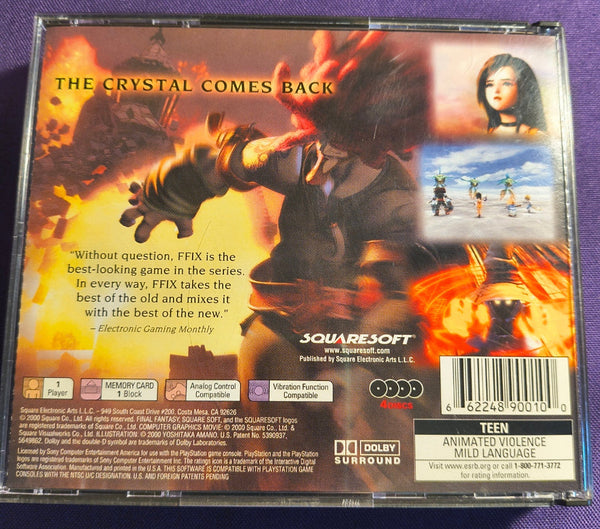 THE CRYSTAL COMES BACK
"Without question, FFIX is the
best-looking game in the series.
In every way, FFIX takes the
best of the old and mixes it
with the best of the new."
– Electronic Gaming Monthly
SQUARESOFT
www.squaresoft.com
Published by Square Electronic Arts L.L.C.
1
Player
MEMORY CARD
1 Block
Analog Control
Compatible
Vibration Function
Compatible
4 discs
6 62248 90010 0
Square Electronic Arts L.L.C. - 949 South Coast Drive #200, Costa Mesa, CA 92626
© 2000 Square Co., Ltd. All rights reserved. FINAL FANTASY, SQUARE SOFT, and the SQUARESOFT logos
are registered trademarks of Square Co., Ltd. COMPUTER GRAPHICS MOVIE: © 2000 Square Co., Ltd. &
Square Visualworks Co., Ltd. ILLUSTRATION: © 2000 YOSHITAKA AMANO. U.S. Patent No. 5390937,
5649862. Dolby and the double D symbol are trademarks of Dolby Laboratories.
Licensed by Sony Computer Entertainment America for use with the PlayStation game console. PlayStation and the PlayStation
logos are registered trademarks of Sony Computer Entertainment Inc. The ratings icon is a trademark of the Interactive Digital
Software Association. Manufactured and printed in the U.S.A. THIS SOFTWARE IS COMPATIBLE WITH PLAYSTATION GAME
CONSOLES WITH THE NTSC U/C DESIGNATION. U.S. AND FOREIGN PATENTS PENDING
DOLBY
SURROUND
TEEN
ANIMATED VIOLENCE
MILD LANGUAGE
Visit www.esrb.org or call 1-800-771-3772
for rating information.